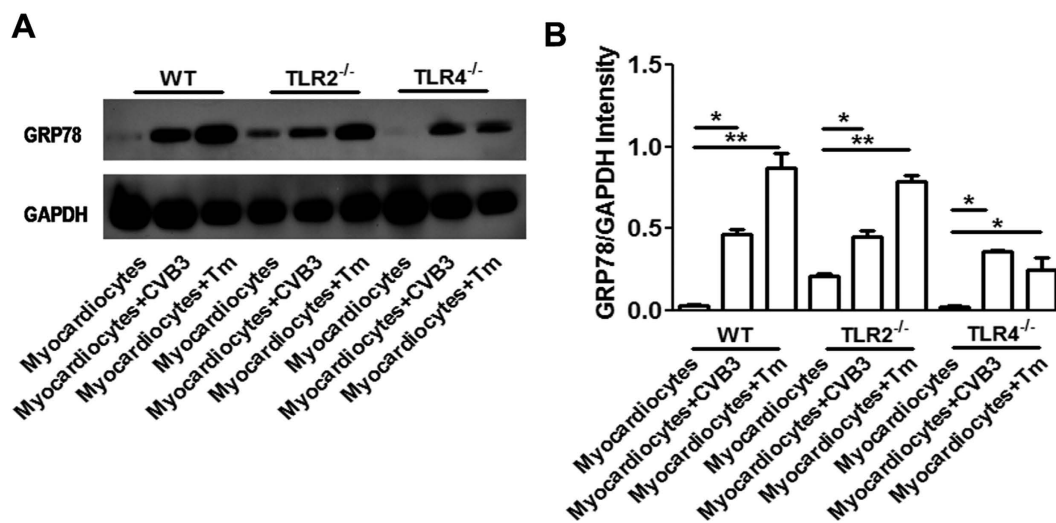 A
WT TLR2-/- TLR4-/-
GRP78
GAPDH
Myocardiocytes
Myocardiocytes+CVB3
Myocardiocytes+Tm
Myocardiocytes
Myocardiocytes+CVB3
Myocardiocytes+Tm
Myocardiocytes
Myocardiocytes+CVB3
Myocardiocytes+Tm
B
GRP78/GAPDH Intensity
1.5
1.0
0.5
0.0
*
**
*
**
*
*
WT TLR2-/- TLR4-/-
Myocardiocytes
Myocardiocytes+CVB3
Myocardiocytes+Tm
Myocardiocytes
Myocardiocytes+CVB3
Myocardiocytes+Tm
Myocardiocytes
Myocardiocytes+CVB3
Myocardiocytes+Tm